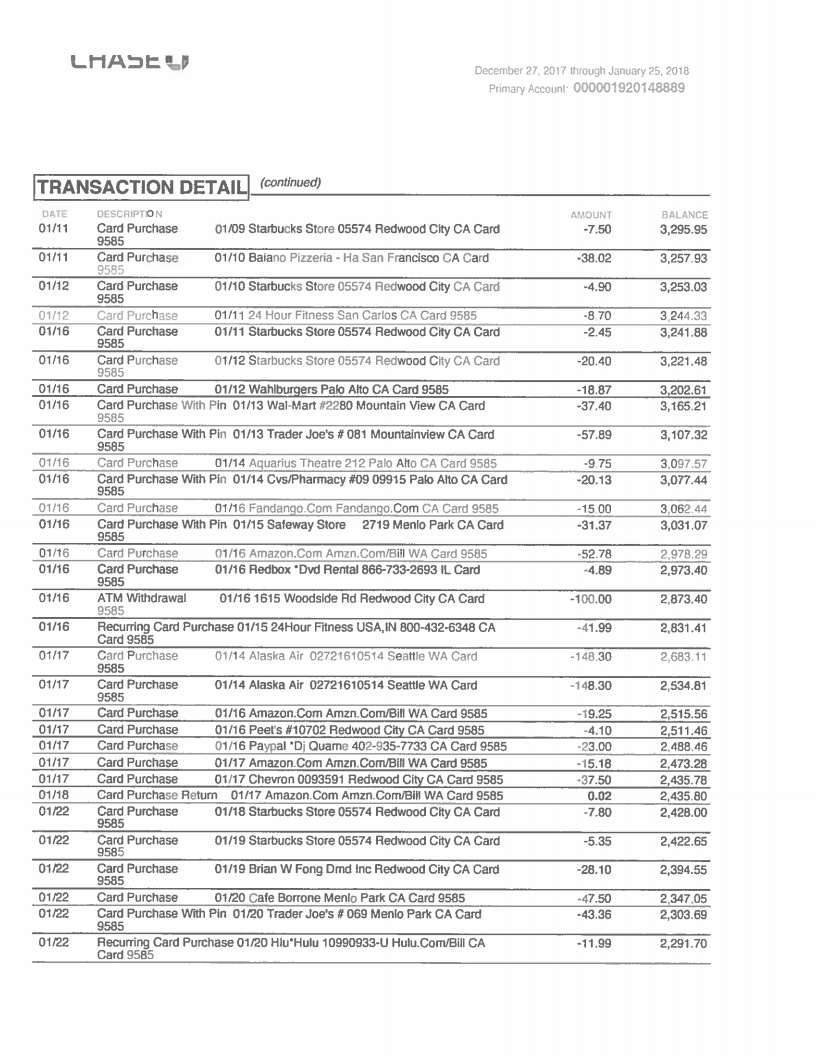 CHASE
December 27, 2017 through January 25, 2018
Primary Account: 000001920148889
TRANSACTION DETAIL (continued)
DATE DESCRIPTION AMOUNT BALANCE
01/11 Card Purchase 01/09 Starbucks Store 05574 Redwood City CA Card -7.50 3,295.95
9585
01/11 Card Purchase 01/10 Baiano Pizzeria - Ha San Francisco CA Card -38.02 3,257.93
9585
01/12 Card Purchase 01/10 Starbucks Store 05574 Redwood City CA Card -4.90 3,253.03
9585
01/12 Card Purchase 01/11 24 Hour Fitness San Carlos CA Card 9585 -8 70 3,244.33
01/16 Card Purchase 01/11 Starbucks Store 05574 Redwood City CA Card -2.45 3,241.88
9585
01/16 Card Purchase 01/12 Starbucks Store 05574 Redwood City CA Card -20.40 3,221.48
9585
01/16 Card Purchase 01/12 Wahlburgers Palo Alto CA Card 9585 -18.87 3,202.61
01/16 Card Purchase With Pin 01/13 Wal-Mart #2280 Mountain View CA Card -37.40 3,165.21
9585
01/16 Card Purchase With Pin 01/13 Trader Joe's # 081 Mountainview CA Card -57.89 3,107.32
9585
01/16 Card Purchase 01/14 Aquarius Theatre 212 Palo Alto CA Card 9585 -9 75 3,097.57
01/16 Card Purchase With Pin 01/14 Cvs/Pharmacy #09 09915 Palo Alto CA Card -20.13 3,077.44
9585
01/16 Card Purchase 01/16 Fandango.Com Fandango.Com CA Card 9585 -15.00 3,062.44
01/16 Card Purchase With Pin 01/15 Safeway Store 2719 Menlo Park CA Card -31.37 3,031.07
9585
01/16 Card Purchase 01/16 Amazon.Com Amzn.Com/Bill WA Card 9585 -52.78 2,978.29
01/16 Card Purchase 01/16 Redbox *Dvd Rental 866-733-2693 IL Card -4.89 2,973.40
9585
01/16 ATM Withdrawal 01/16 1615 Woodside Rd Redwood City CA Card -100.00 2,873.40
9585
01/16 Recurring Card Purchase 01/15 24Hour Fitness USA,IN 800-432-6348 CA -41.99 2,831.41
Card 9585
01/17 Card Purchase 01/14 Alaska Air 02721610514 Seattle WA Card -148.30 2,683.11
9585
01/17 Card Purchase 01/14 Alaska Air 02721610514 Seattle WA Card -148.30 2,534.81
9585
01/17 Card Purchase 01/16 Amazon.Com Amzn.Com/Bill WA Card 9585 -19.25 2,515.56
01/17 Card Purchase 01/16 Peet's #10702 Redwood City CA Card 9585 -4.10 2,511.46
01/17 Card Purchase 01/16 Paypal *Dj Quame 402-935-7733 CA Card 9585 -23.00 2,488.46
01/17 Card Purchase 01/17 Amazon.Com Amzn.Com/Bill WA Card 9585 -15.18 2,473.28
01/17 Card Purchase 01/17 Chevron 0093591 Redwood City CA Card 9585 -37.50 2,435.78
01/18 Card Purchase Return 01/17 Amazon.Com Amzn.Com/Bill WA Card 9585 0.02 2,435.80
01/22 Card Purchase 01/18 Starbucks Store 05574 Redwood City CA Card -7.80 2,428.00
9585
01/22 Card Purchase 01/19 Starbucks Store 05574 Redwood City CA Card -5.35 2,422.65
9585
01/22 Card Purchase 01/19 Brian W Fong Dmd Inc Redwood City CA Card -28.10 2,394.55
9585
01/22 Card Purchase 01/20 Cafe Borrone Menlo Park CA Card 9585 -47.50 2,347.05
01/22 Card Purchase With Pin 01/20 Trader Joe's # 069 Menlo Park CA Card -43.36 2,303.69
9585
01/22 Recurring Card Purchase 01/20 Hlu*Hulu 10990933-U Hulu.Com/Bill CA -11.99 2,291.70
Card 9585